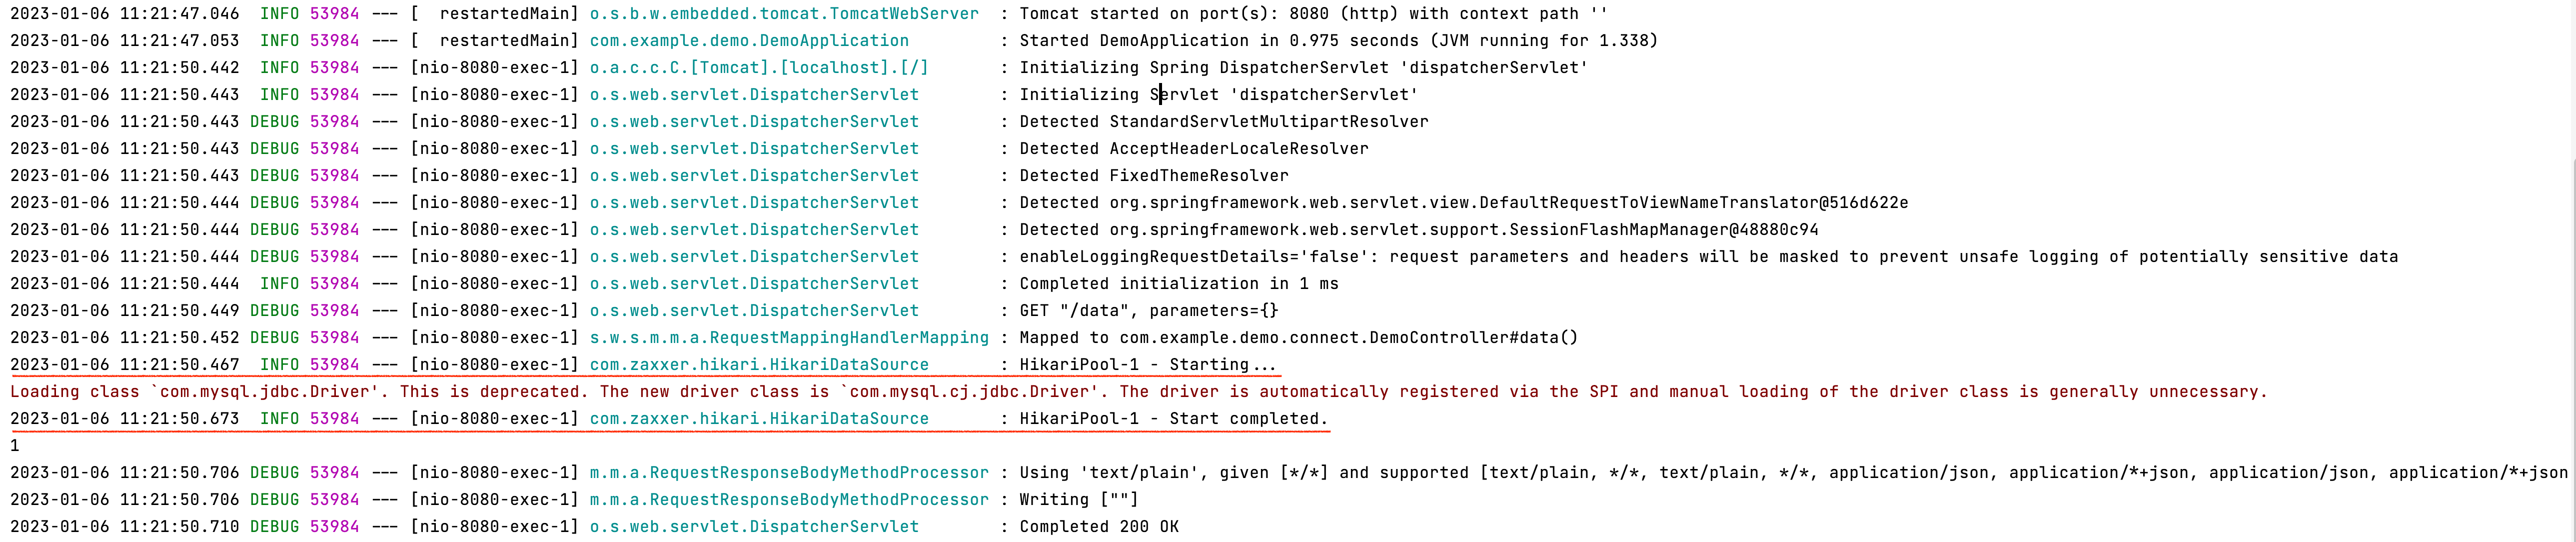 2023-01-06 11:21:47.046  INFO 53984 --- [  restartedMain] o.s.b.w.embedded.tomcat.TomcatWebServer  : Tomcat started on port(s): 8080 (http) with context path ''
2023-01-06 11:21:47.053  INFO 53984 --- [  restartedMain] com.example.demo.DemoApplication         : Started DemoApplication in 0.975 seconds (JVM running for 1.338)
2023-01-06 11:21:50.442  INFO 53984 --- [nio-8080-exec-1] o.a.c.c.C.[Tomcat].[localhost].[/]       : Initializing Spring DispatcherServlet 'dispatcherServlet'
2023-01-06 11:21:50.443  INFO 53984 --- [nio-8080-exec-1] o.s.web.servlet.DispatcherServlet        : Initializing Servlet 'dispatcherServlet'
2023-01-06 11:21:50.443 DEBUG 53984 --- [nio-8080-exec-1] o.s.web.servlet.DispatcherServlet        : Detected StandardServletMultipartResolver
2023-01-06 11:21:50.443 DEBUG 53984 --- [nio-8080-exec-1] o.s.web.servlet.DispatcherServlet        : Detected AcceptHeaderLocaleResolver
2023-01-06 11:21:50.443 DEBUG 53984 --- [nio-8080-exec-1] o.s.web.servlet.DispatcherServlet        : Detected FixedThemeResolver
2023-01-06 11:21:50.444 DEBUG 53984 --- [nio-8080-exec-1] o.s.web.servlet.DispatcherServlet        : Detected org.springframework.web.servlet.view.DefaultRequestToViewNameTranslator@516d622e
2023-01-06 11:21:50.444 DEBUG 53984 --- [nio-8080-exec-1] o.s.web.servlet.DispatcherServlet        : Detected org.springframework.web.servlet.support.SessionFlashMapManager@48880c94
2023-01-06 11:21:50.444 DEBUG 53984 --- [nio-8080-exec-1] o.s.web.servlet.DispatcherServlet        : enableLoggingRequestDetails='false': request parameters and headers will be masked to prevent unsafe logging of potentially sensitive data
2023-01-06 11:21:50.444  INFO 53984 --- [nio-8080-exec-1] o.s.web.servlet.DispatcherServlet        : Completed initialization in 1 ms
2023-01-06 11:21:50.449 DEBUG 53984 --- [nio-8080-exec-1] o.s.web.servlet.DispatcherServlet        : GET "/data", parameters={}
2023-01-06 11:21:50.452 DEBUG 53984 --- [nio-8080-exec-1] s.w.s.m.m.a.RequestMappingHandlerMapping : Mapped to com.example.demo.connect.DemoController#data()
2023-01-06 11:21:50.467  INFO 53984 --- [nio-8080-exec-1] com.zaxxer.hikari.HikariDataSource       : HikariPool-1 - Starting...
Loading class `com.mysql.jdbc.Driver'. This is deprecated. The new driver class is `com.mysql.cj.jdbc.Driver'. The driver is automatically registered via the SPI and manual loading of the driver class is generally unnecessary.
2023-01-06 11:21:50.673  INFO 53984 --- [nio-8080-exec-1] com.zaxxer.hikari.HikariDataSource       : HikariPool-1 - Start completed.
1
2023-01-06 11:21:50.706 DEBUG 53984 --- [nio-8080-exec-1] m.m.a.RequestResponseBodyMethodProcessor : Using 'text/plain', given [*/*] and supported [text/plain, */*, text/plain, */*, application/json, application/*+json, application/json, application/*+json
2023-01-06 11:21:50.706 DEBUG 53984 --- [nio-8080-exec-1] m.m.a.RequestResponseBodyMethodProcessor : Writing [""]
2023-01-06 11:21:50.710 DEBUG 53984 --- [nio-8080-exec-1] o.s.web.servlet.DispatcherServlet        : Completed 200 OK